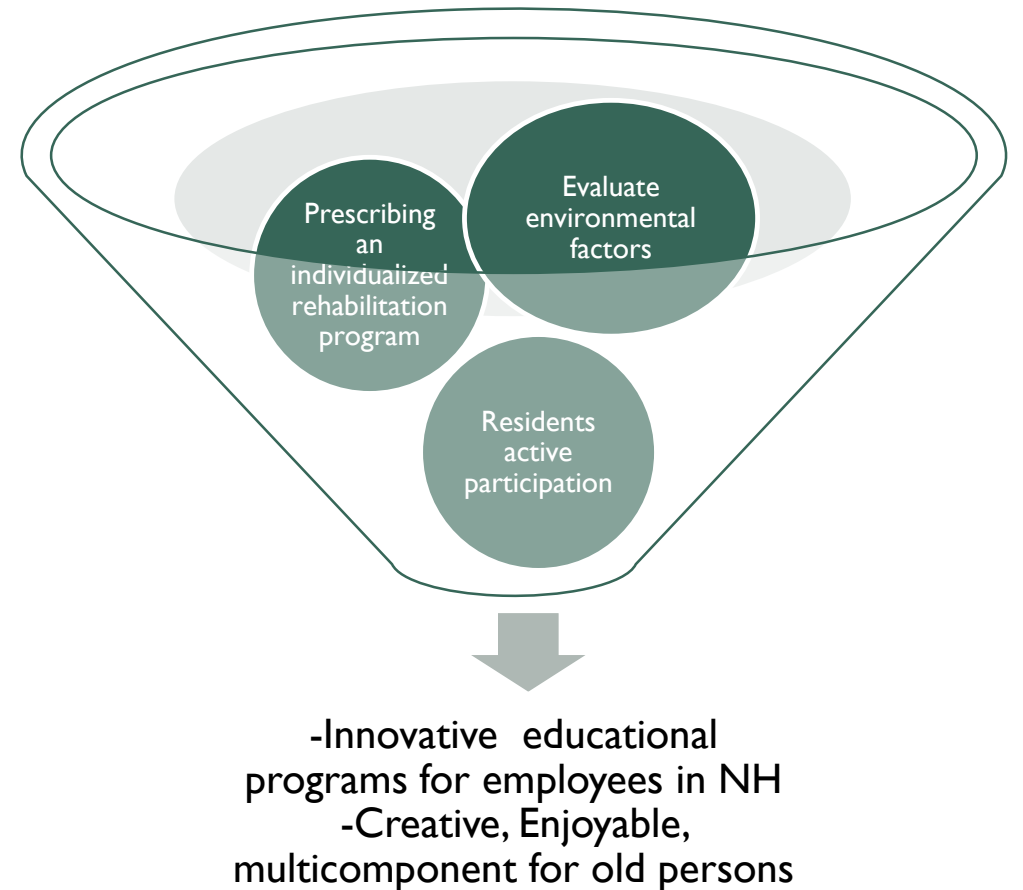 Prescribing
an
individualized
rehabilitation
program
Evaluate
environmental
factors
Residents
active
participation
-Innovative  educational
programs for employees in NH
-Creative, Enjoyable,
multicomponent for old persons